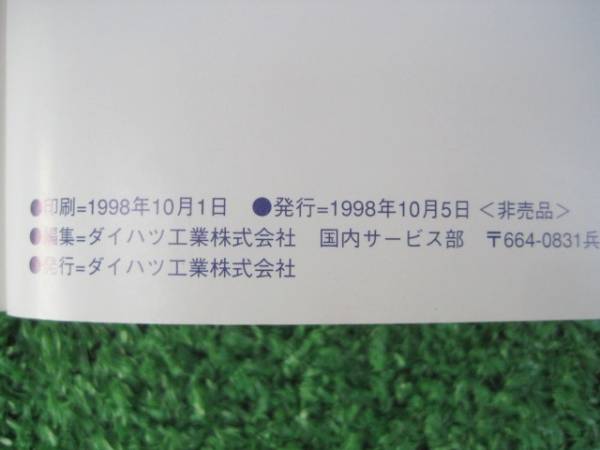 ●印刷=1998年10月1日 ●発行=1998年10月5日＜非売品＞
●編集=ダイハツ工業株式会社 国内サービス部 〒664-0831兵
●発行=ダイハツ工業株式会社